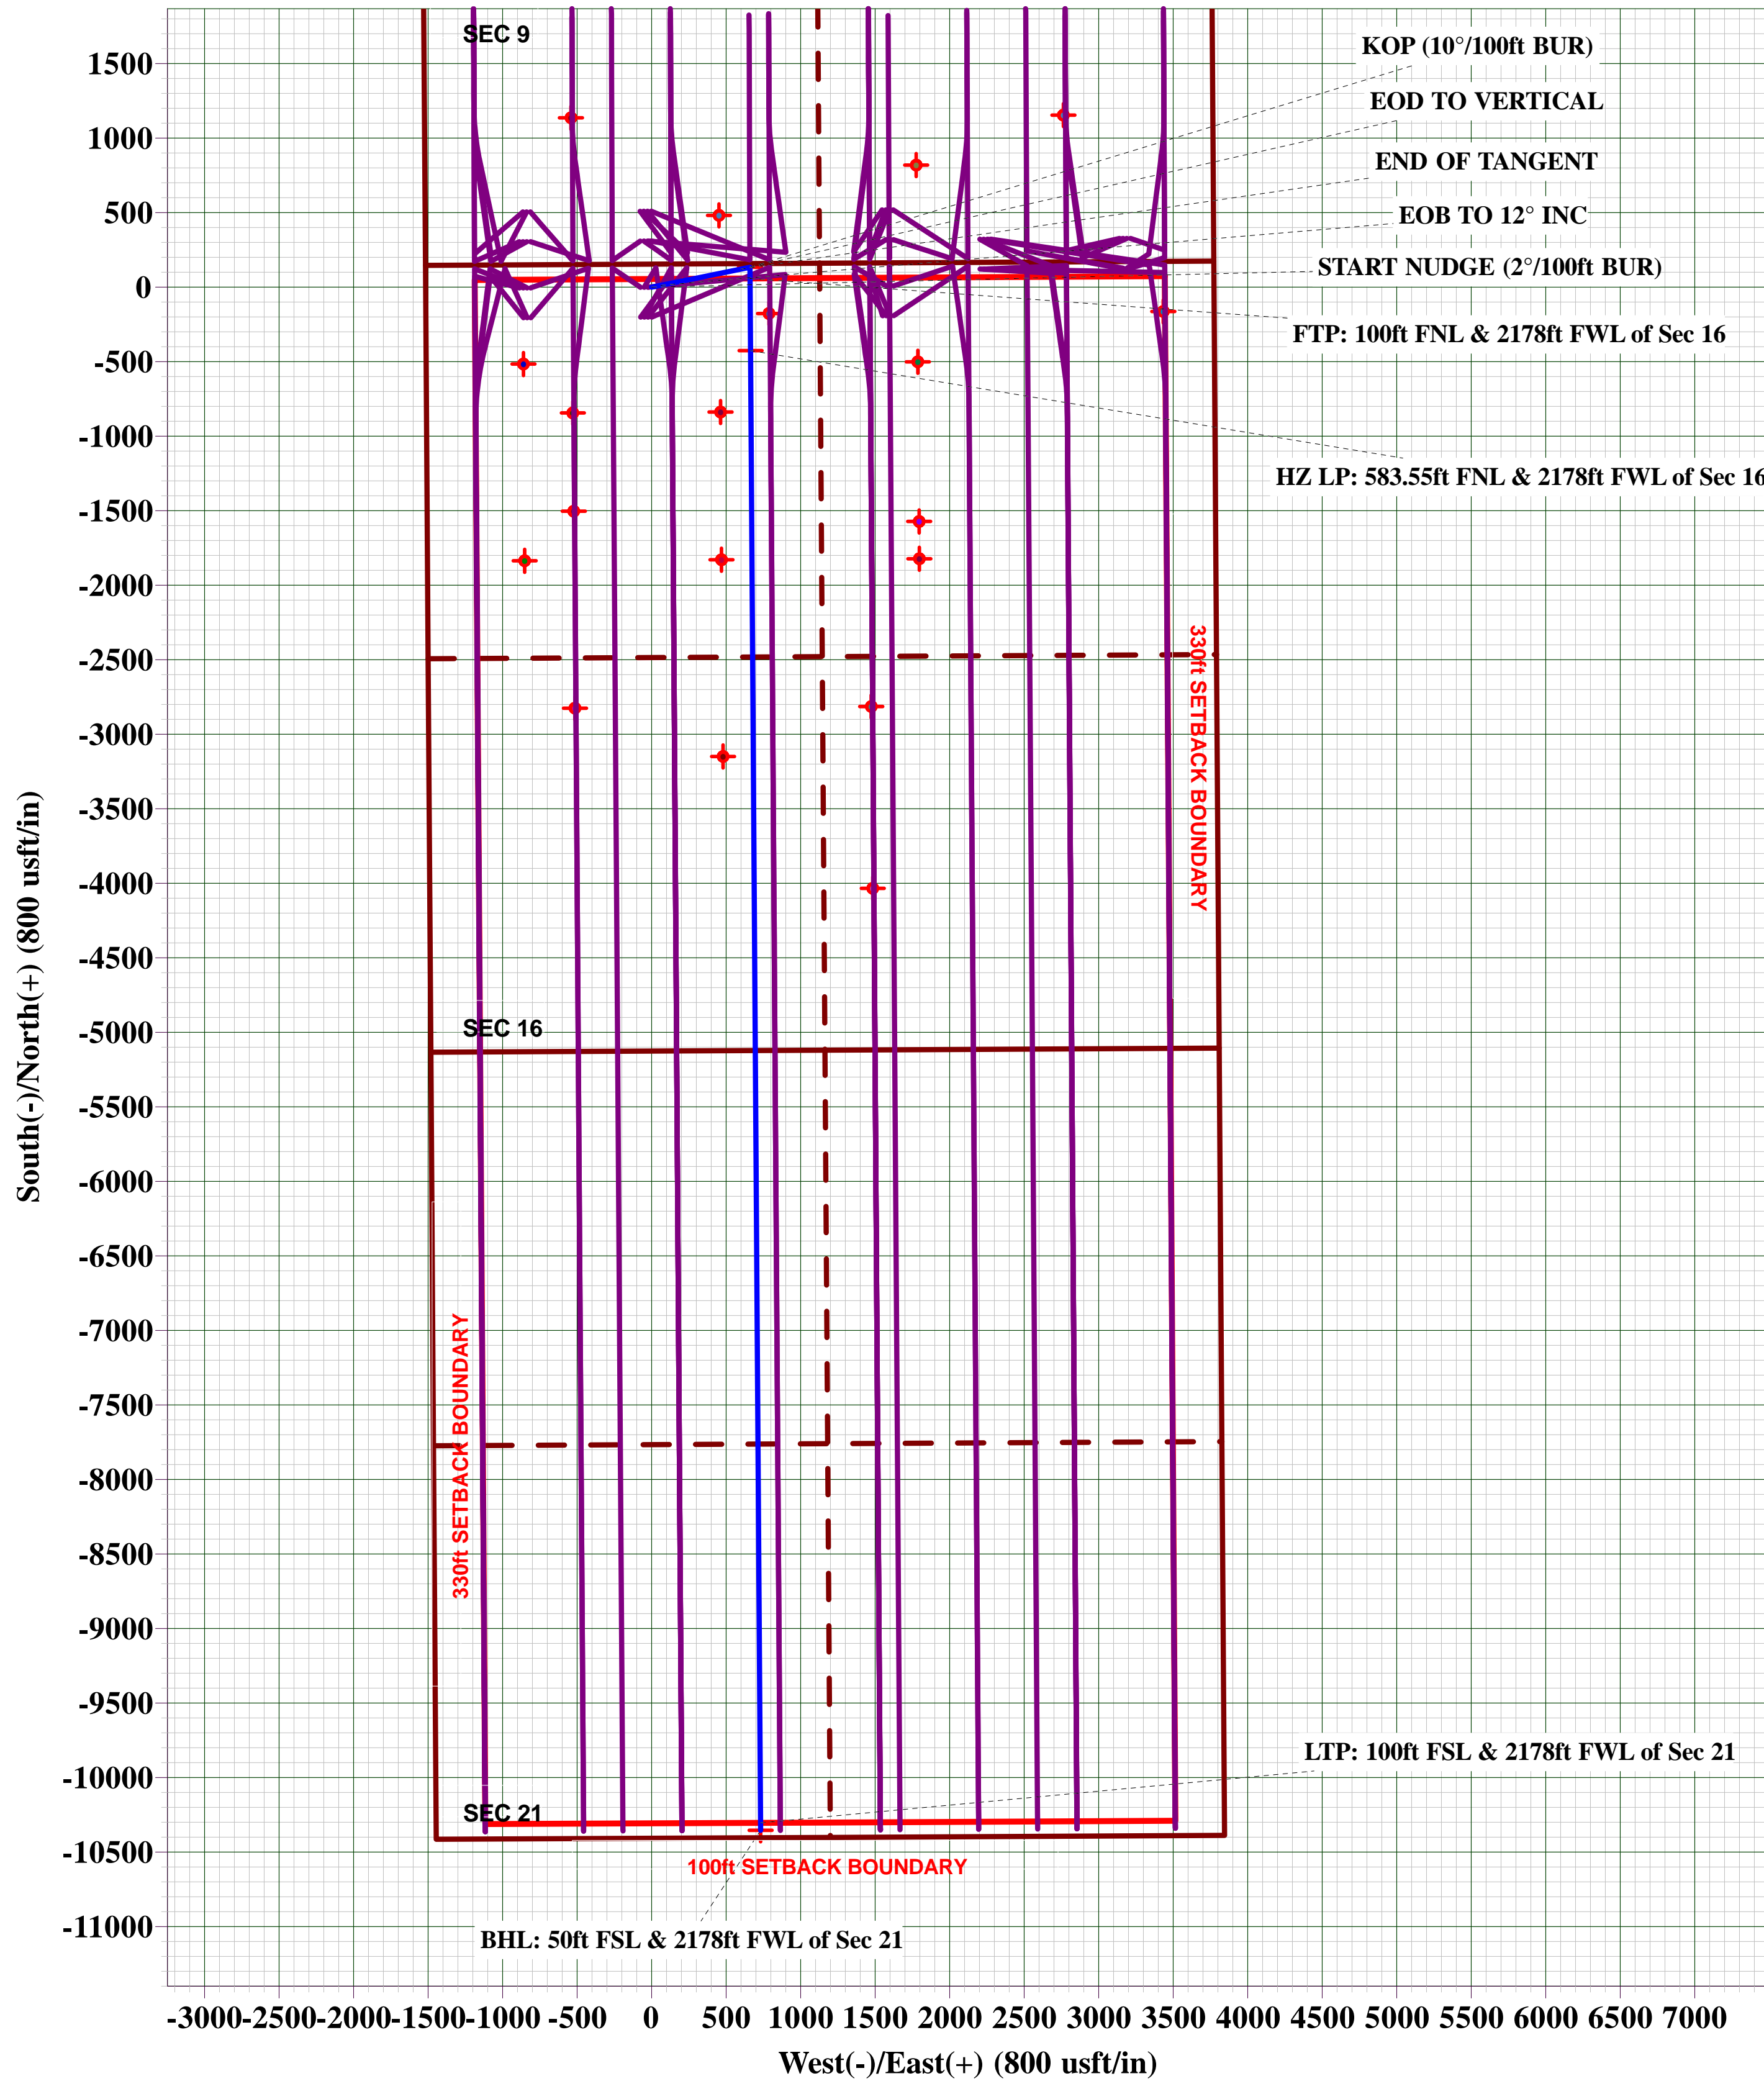 SEC 9
KOP (10°/100ft BUR)
EOD TO VERTICAL
END OF TANGENT
EOB TO 12° INC
START NUDGE (2°/100ft BUR)
FTP: 100ft FNL & 2178ft FWL of Sec 16
HZ LP: 583.55ft FNL & 2178ft FWL of Sec 16
330ft SETBACK BOUNDARY
SEC 16
330ft SETBACK BOUNDARY
LTP: 100ft FSL & 2178ft FWL of Sec 21
SEC 21
100ft SETBACK BOUNDARY
BHL: 50ft FSL & 2178ft FWL of Sec 21
South(-)/North(+) (800 usft/in)
1500
1000
500
0
-500
-1000
-1500
-2000
-2500
-3000
-3500
-4000
-4500
-5000
-5500
-6000
-6500
-7000
-7500
-8000
-8500
-9000
-9500
-10000
-10500
-11000
-3000 -2500 -2000 -1500 -1000 -500 0 500 1000 1500 2000 2500 3000 3500 4000 4500 5000 5500 6000 6500 7000
West(-)/East(+) (800 usft/in)